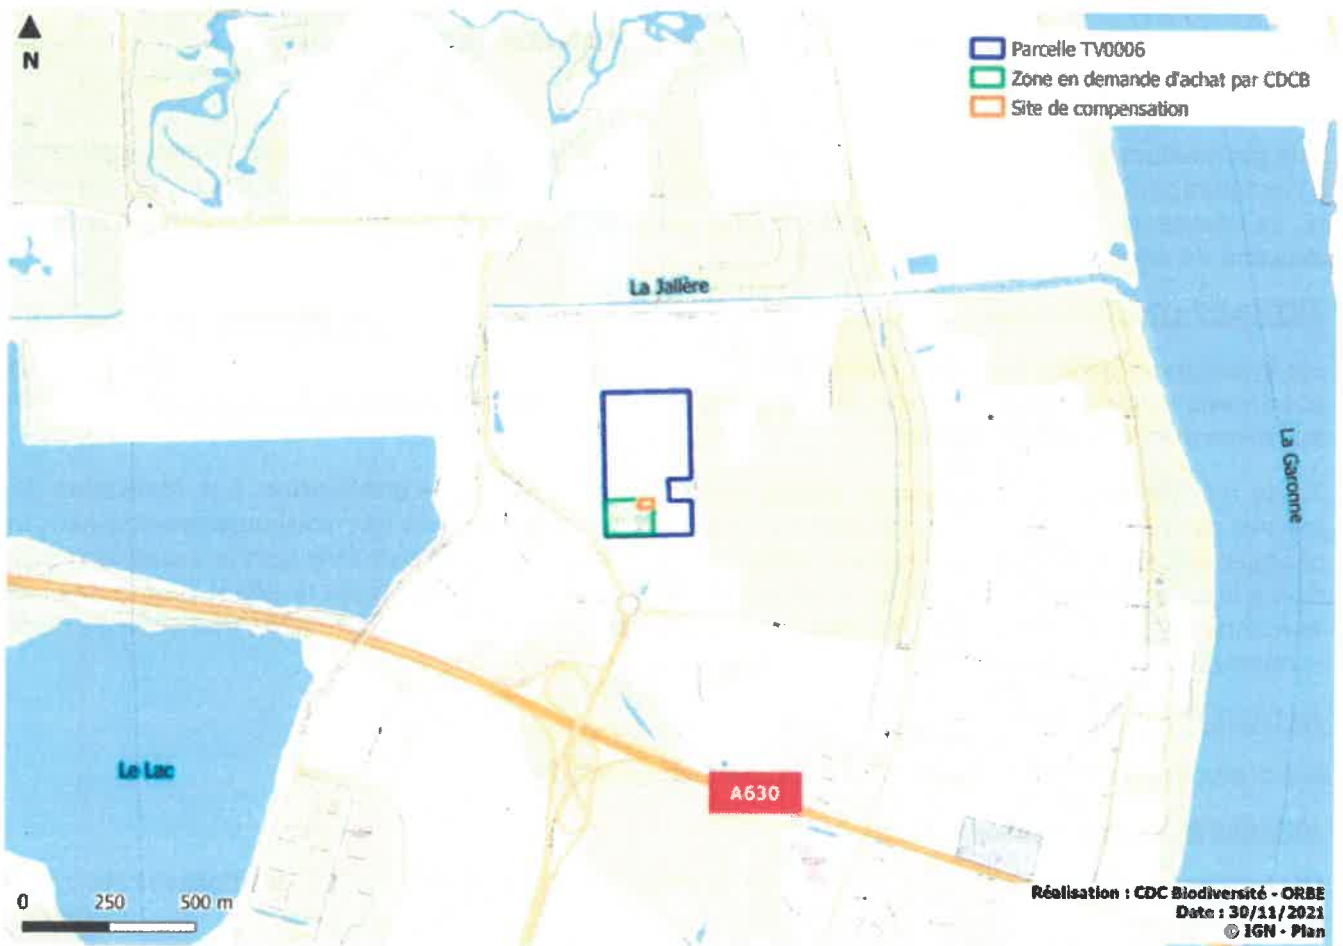 N
Parcelle TV0006
Zone en demande d'achat par CDCB
Site de compensation
La Jallère
La Garonne
Le Lac
A630
0 250 500 m
Réalisation : CDC Biodiversité - ORBE
Date : 30/11/2021
© IGN - Plan